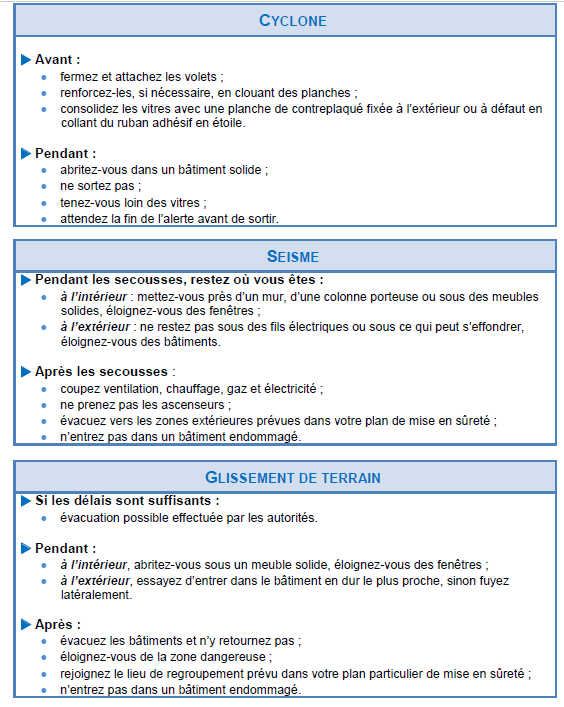 CYCLONE
Avant :
fermez et attachez les volets ;
renforcez-les, si nécessaire, en clouant des planches ;
consolidez les vitres avec une planche de contreplaqué fixée à l'extérieur ou à défaut en
collant du ruban adhésif en étoile.
Pendant :
abritez-vous dans un bâtiment solide ;
ne sortez pas ;
tenez-vous loin des vitres ;
attendez la fin de l'alerte avant de sortir.
SEISME
Pendant les secousses, restez où vous êtes :
à l'intérieur : mettez-vous près d'un mur, d'une colonne porteuse ou sous des meubles
solides, éloignez-vous des fenêtres ;
à l'extérieur : ne restez pas sous des fils électriques ou sous ce qui peut s'effondrer,
éloignez-vous des bâtiments.
Après les secousses :
coupez ventilation, chauffage, gaz et électricité ;
ne prenez pas les ascenseurs ;
évacuez vers les zones extérieures prévues dans votre plan de mise en sûreté ;
n'entrez pas dans un bâtiment endommagé.
GLISSEMENT DE TERRAIN
Si les délais sont suffisants :
évacuation possible effectuée par les autorités.
Pendant :
à l'intérieur, abritez-vous sous un meuble solide, éloignez-vous des fenêtres ;
à l'extérieur, essayez d'entrer dans le bâtiment en dur le plus proche, sinon fuyez
latéralement.
Après :
évacuez les bâtiments et n'y retournez pas ;
éloignez-vous de la zone dangereuse ;
rejoignez le lieu de regroupement prévu dans votre plan particulier de mise en sûreté ;
n'entrez pas dans un bâtiment endommagé.